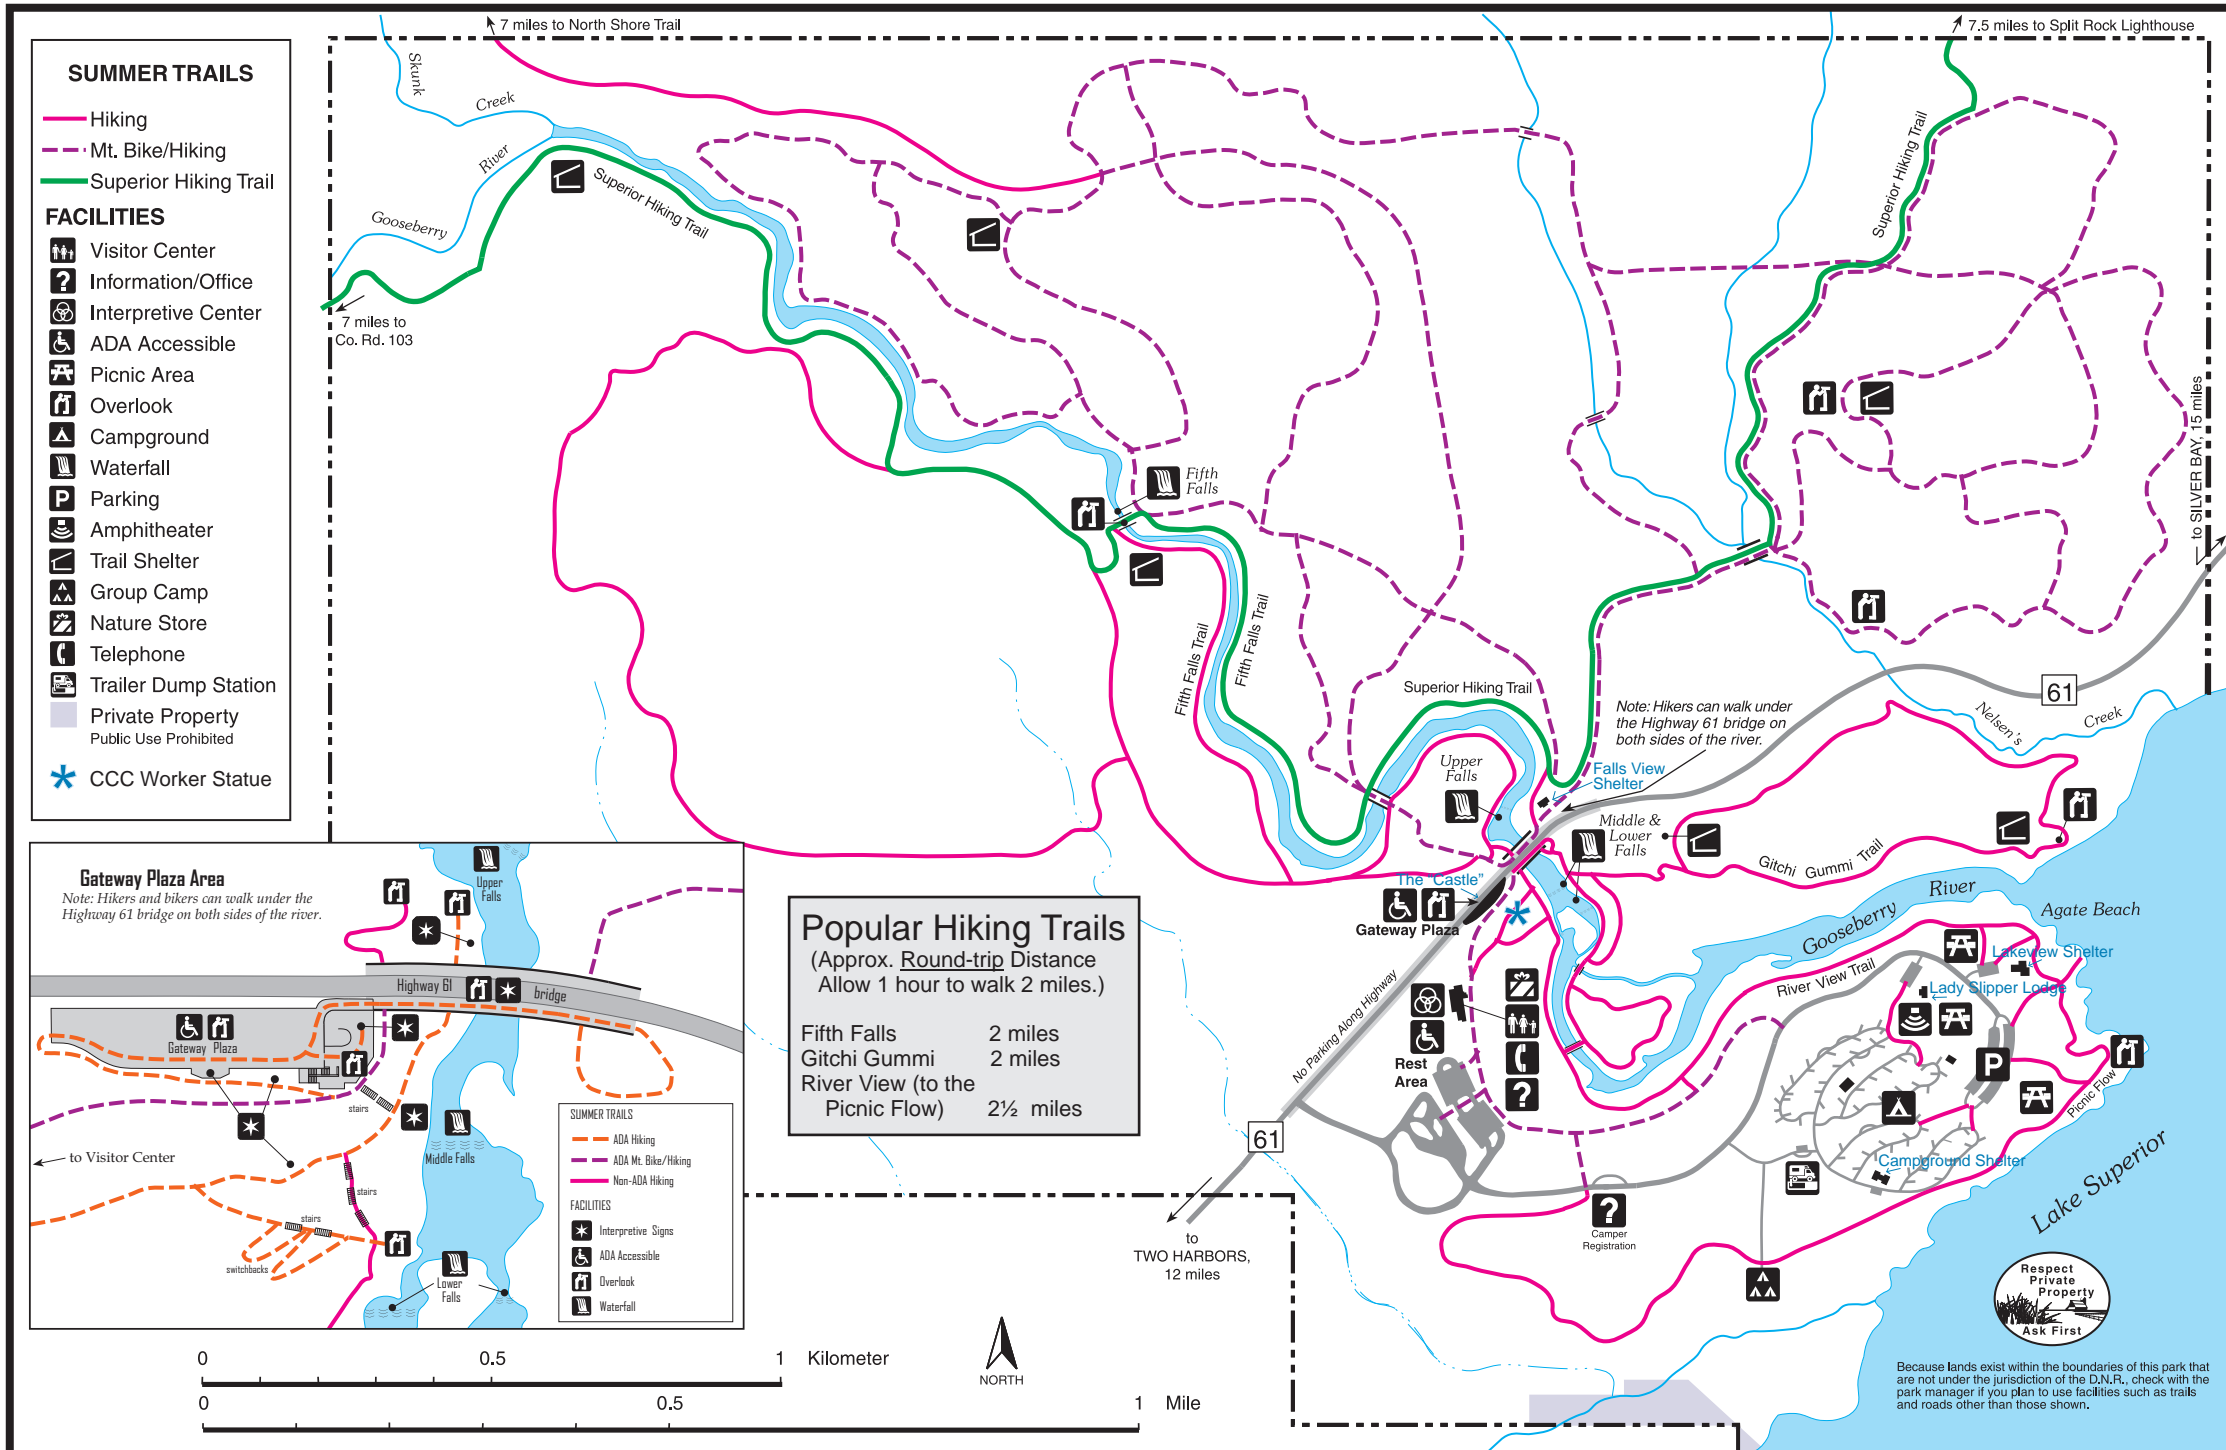 7 miles to North Shore Trail
7.5 miles to Split Rock Lighthouse
SUMMER TRAILS
Hiking
Mt. Bike/Hiking
Superior Hiking Trail
FACILITIES
Visitor Center
Information/Office
Interpretive Center
ADA Accessible
Picnic Area
Overlook
Campground
Waterfall
Parking
Amphitheater
Trail Shelter
Group Camp
Nature Store
Telephone
Trailer Dump Station
Private Property
Public Use Prohibited
CCC Worker Statue
Skunk
Creek
River
Gooseberry
7 miles to
Co. Rd. 103
Superior Hiking Trail
Superior Hiking Trail
Fifth
Falls
Fifth Falls Trail
Fifth Falls Trail
Superior Hiking Trail
to SILVER BAY, 15 miles
61
Note: Hikers can walk under
the Highway 61 bridge on
both sides of the river.
Nelsen's
Creek
Upper
Falls
Falls View
Shelter
Middle &
Lower
Falls
Gitchi Gummi Trail
The "Castle"
Gateway Plaza
Gooseberry
River
Agate Beach
River View Trail
Lakeview Shelter
Lady Slipper Lodge
No Parking Along Highway
Rest
Area
P
Picnic Flow
Campground Shelter
Lake Superior
?
?
Camper
Registration
61
to
TWO HARBORS,
12 miles
Popular Hiking Trails
(Approx. Round-trip Distance
Allow 1 hour to walk 2 miles.)
Fifth Falls 2 miles
Gitchi Gummi 2 miles
River View (to the
Picnic Flow) 2½ miles
Gateway Plaza Area
Note: Hikers and bikers can walk under the
Highway 61 bridge on both sides of the river.
Upper
Falls
Highway 61
bridge
Gateway Plaza
stairs
to Visitor Center
Middle Falls
stairs
stairs
switchbacks
Lower
Falls
SUMMER TRAILS
ADA Hiking
ADA Mt. Bike/Hiking
Non-ADA Hiking
FACILITIES
Interpretive Signs
ADA Accessible
Overlook
Waterfall
0 0.5 1 Kilometer
0 0.5 1 Mile
NORTH
Respect
Private
Property
Ask First
Because lands exist within the boundaries of this park that
are not under the jurisdiction of the D.N.R., check with the
park manager if you plan to use facilities such as trails
and roads other than those shown.